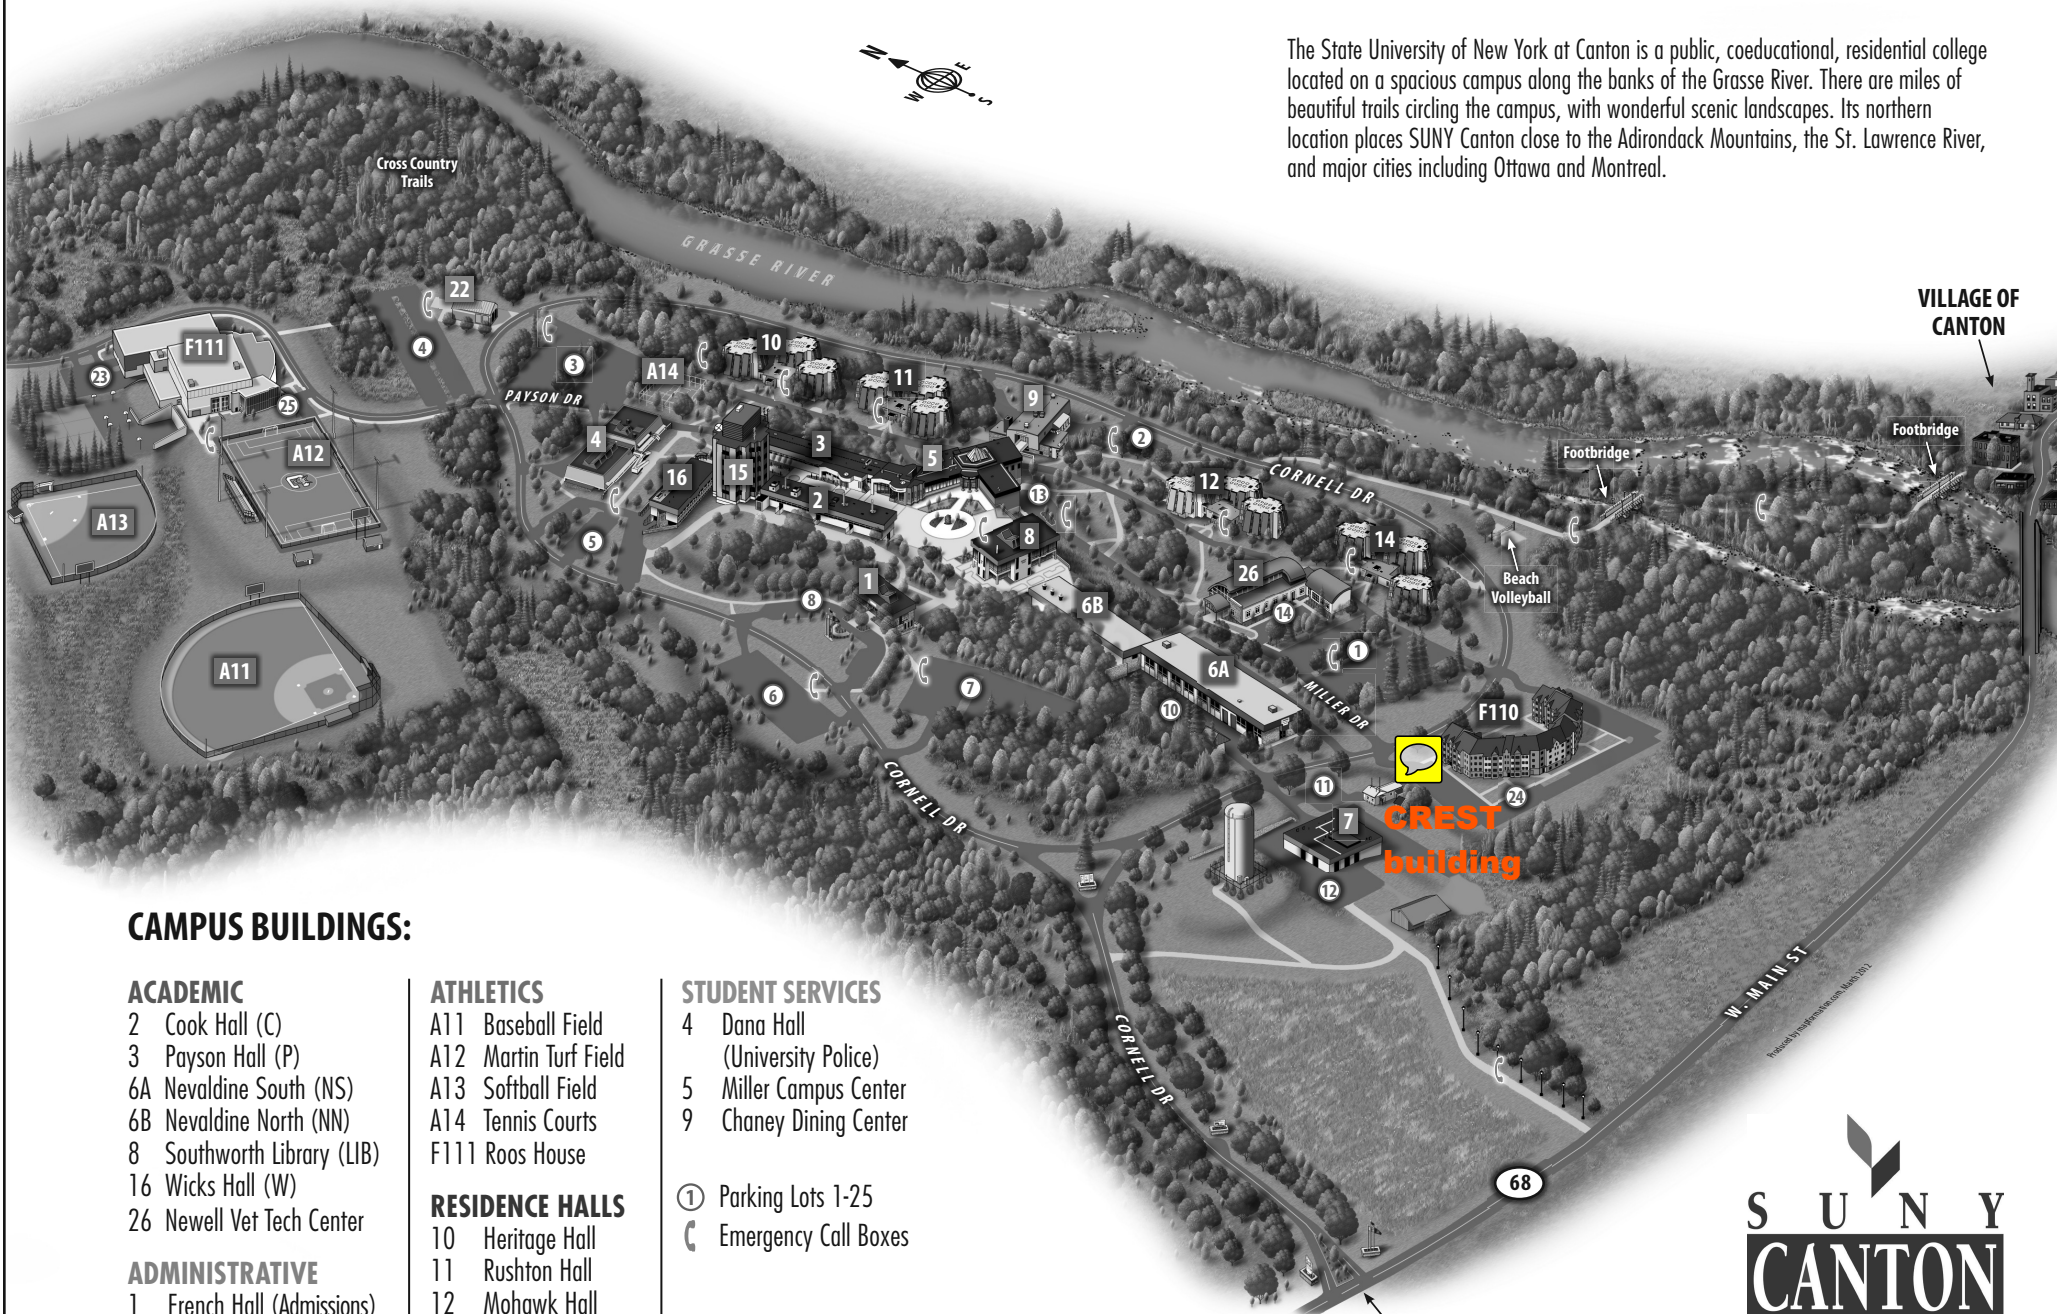 The State University of New York at Canton is a public, coeducational, residential college
located on a spacious campus along the banks of the Grasse River. There are miles of
beautiful trails circling the campus, with wonderful scenic landscapes. Its northern
location places SUNY Canton close to the Adirondack Mountains, the St. Lawrence River,
and major cities including Ottawa and Montreal.
N
E
W
S
Cross Country
Trails
GRASSE RIVER
VILLAGE OF
CANTON
22
F111
4
23
25
3
A14
10
11
9
PAYSON DR
A12
4
3
5
2
Footbridge
Footbridge
16
15
2
12
CORNELL DR
13
A13
5
8
14
Beach
Volleyball
1
26
14
8
6B
1
A11
6A
6
7
10
MILLER DR
F110
11
24
CORNELL DR
7
CREST
building
12
W. MAIN ST
Produced by mapformation.com, March 2012
CORNELL DR
68
CAMPUS BUILDINGS:
ACADEMIC
2 Cook Hall (C)
3 Payson Hall (P)
6A Nevaldine South (NS)
6B Nevaldine North (NN)
8 Southworth Library (LIB)
16 Wicks Hall (W)
26 Newell Vet Tech Center
ADMINISTRATIVE
1 French Hall (Admissions)
ATHLETICS
A11 Baseball Field
A12 Martin Turf Field
A13 Softball Field
A14 Tennis Courts
F111 Roos House
RESIDENCE HALLS
10 Heritage Hall
11 Rushton Hall
12 Mohawk Hall
STUDENT SERVICES
4 Dana Hall
(University Police)
5 Miller Campus Center
9 Chaney Dining Center
1 Parking Lots 1-25
Emergency Call Boxes
SUNY
CANTON